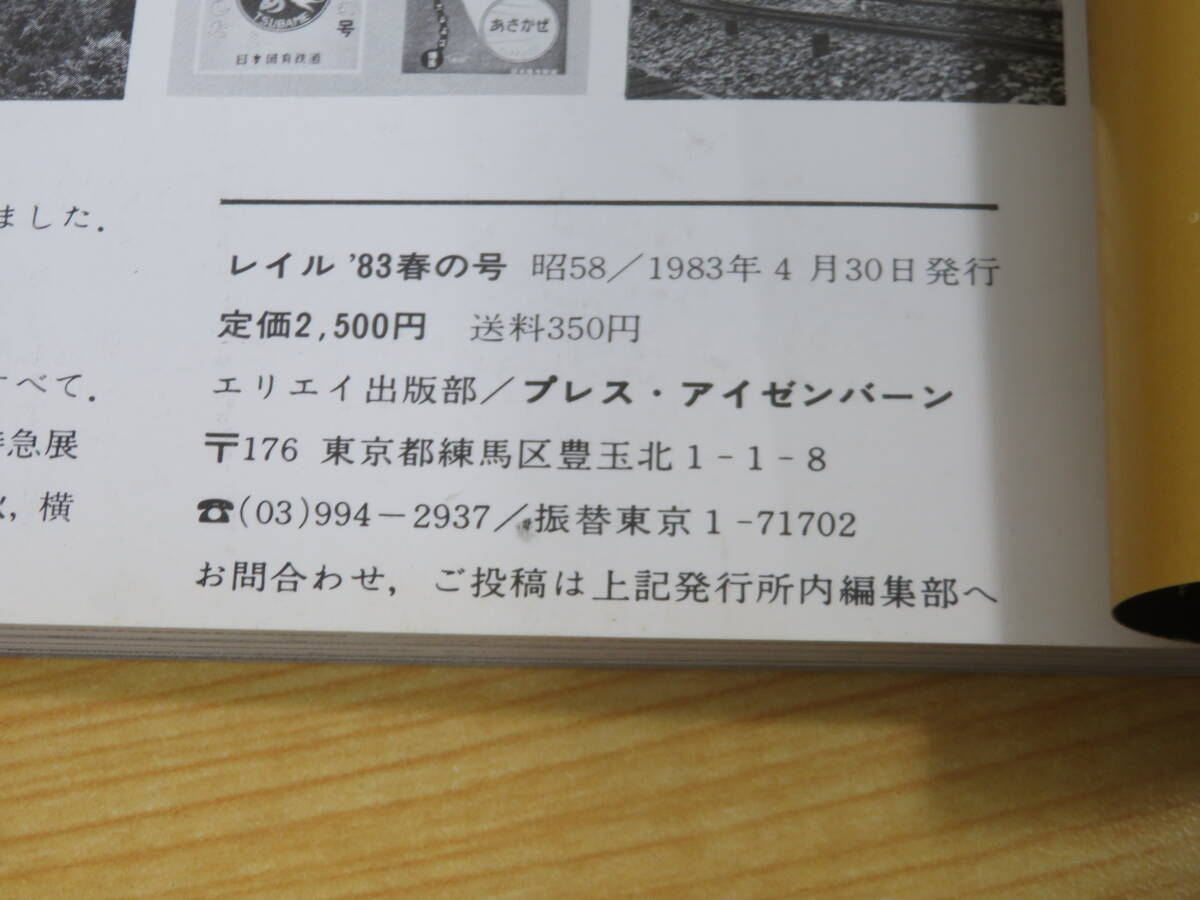 TSUBAME
号
日本国有鉄道
あさかぜ
ました.
すべて.
特急展
横
レイル '83春の号 昭58/1983年4月30日発行
定価2,500円 送料350円
エリエイ出版部/プレス・アイゼンバーン
〒176 東京都練馬区豊玉北1-1-8
☎(03)994-2937/振替東京1-71702
お問合わせ, ご投稿は上記発行所内編集部へ